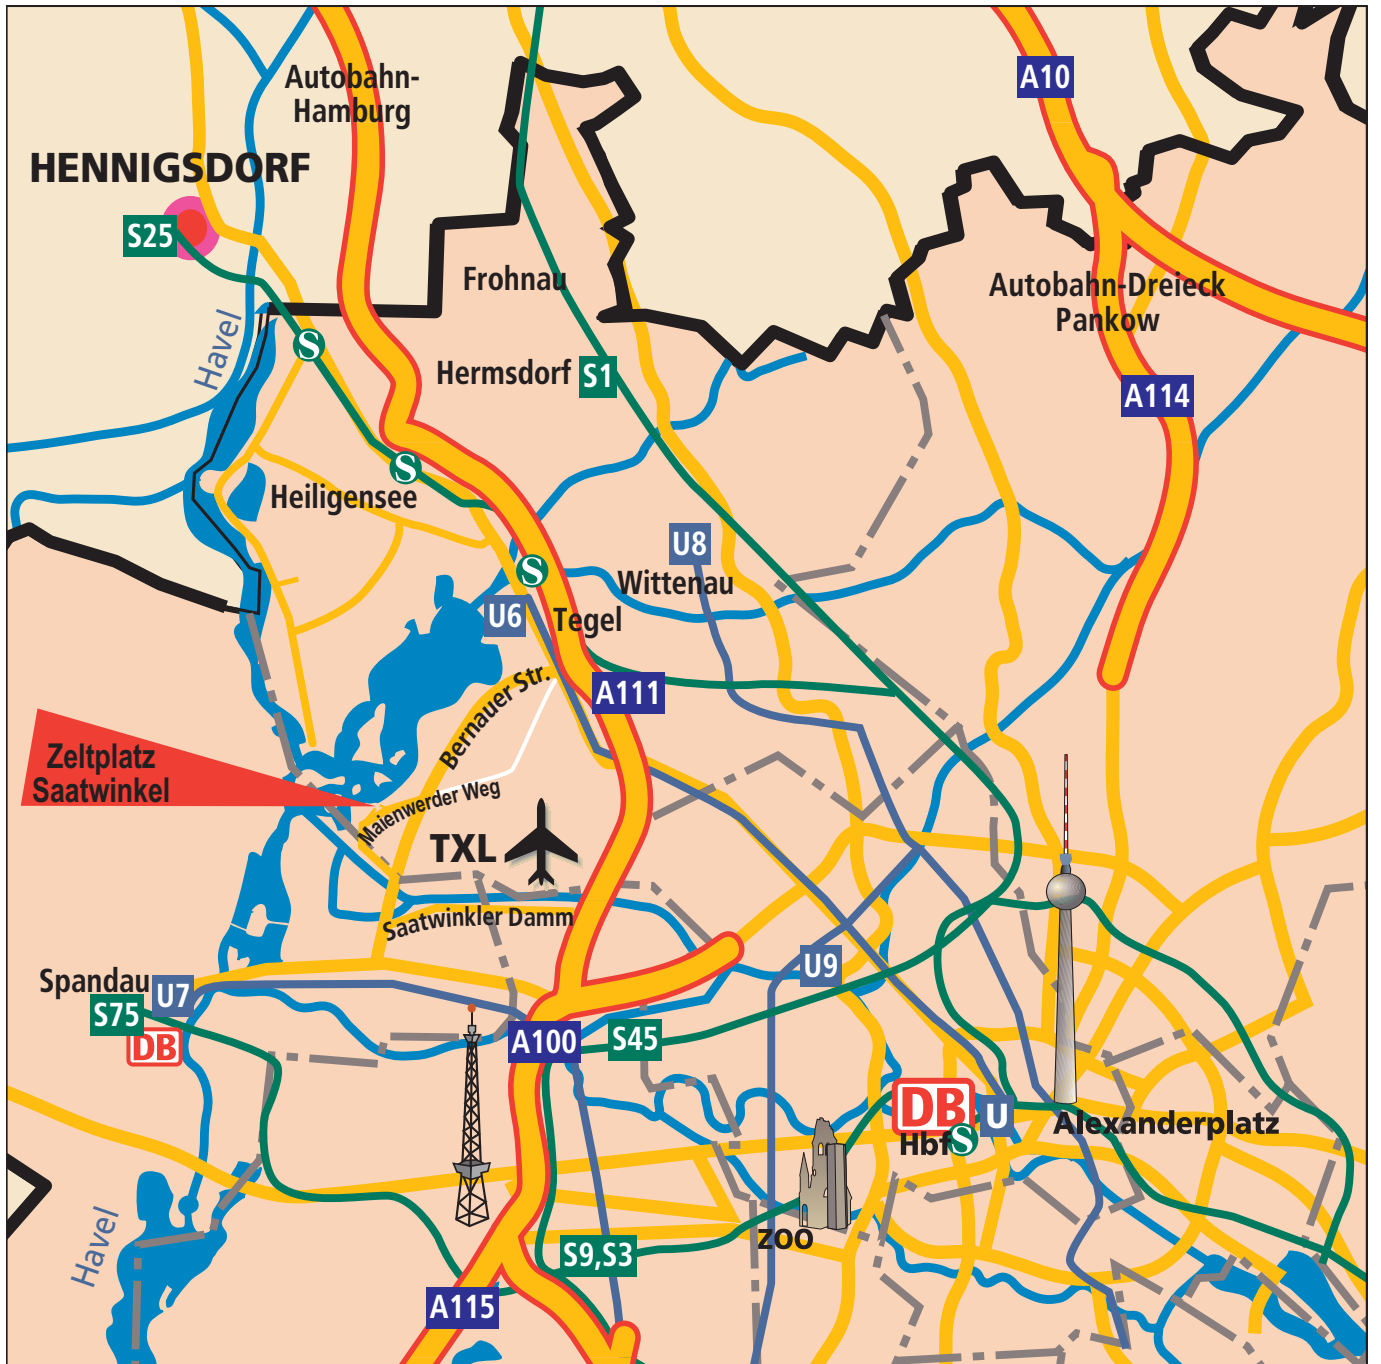 Autobahn-
Hamburg
A10
HENNIGSDORF
S25
Frohnau
Autobahn-Dreieck
Pankow
Havel
S
Hermsdorf S1
A114
S
Heiligensee
U8
S
Wittenau
U6
Tegel
A111
Bernauer Str.
Zeltplatz
Saatwinkel
Maienwerder Weg
TXL
Saatwinkler Damm
U9
Spandau U7
S75
DB
A100
S45
DB U
Hbf S
Alexanderplatz
Havel
ZOO
S9,S3
A115